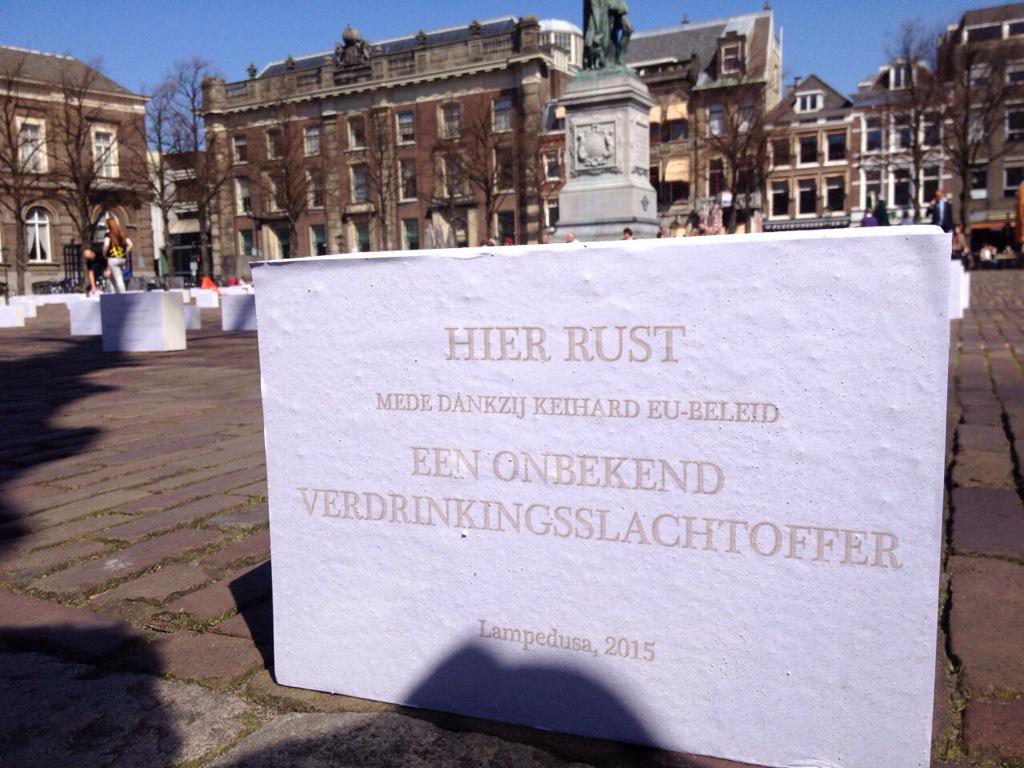 HIER RUST
MEDE DANKZIJ KEIHARD EU-BELEID
EEN ONBEKEND
VERDRINKINGSSLACHTOFFER
Lampedusa, 2015